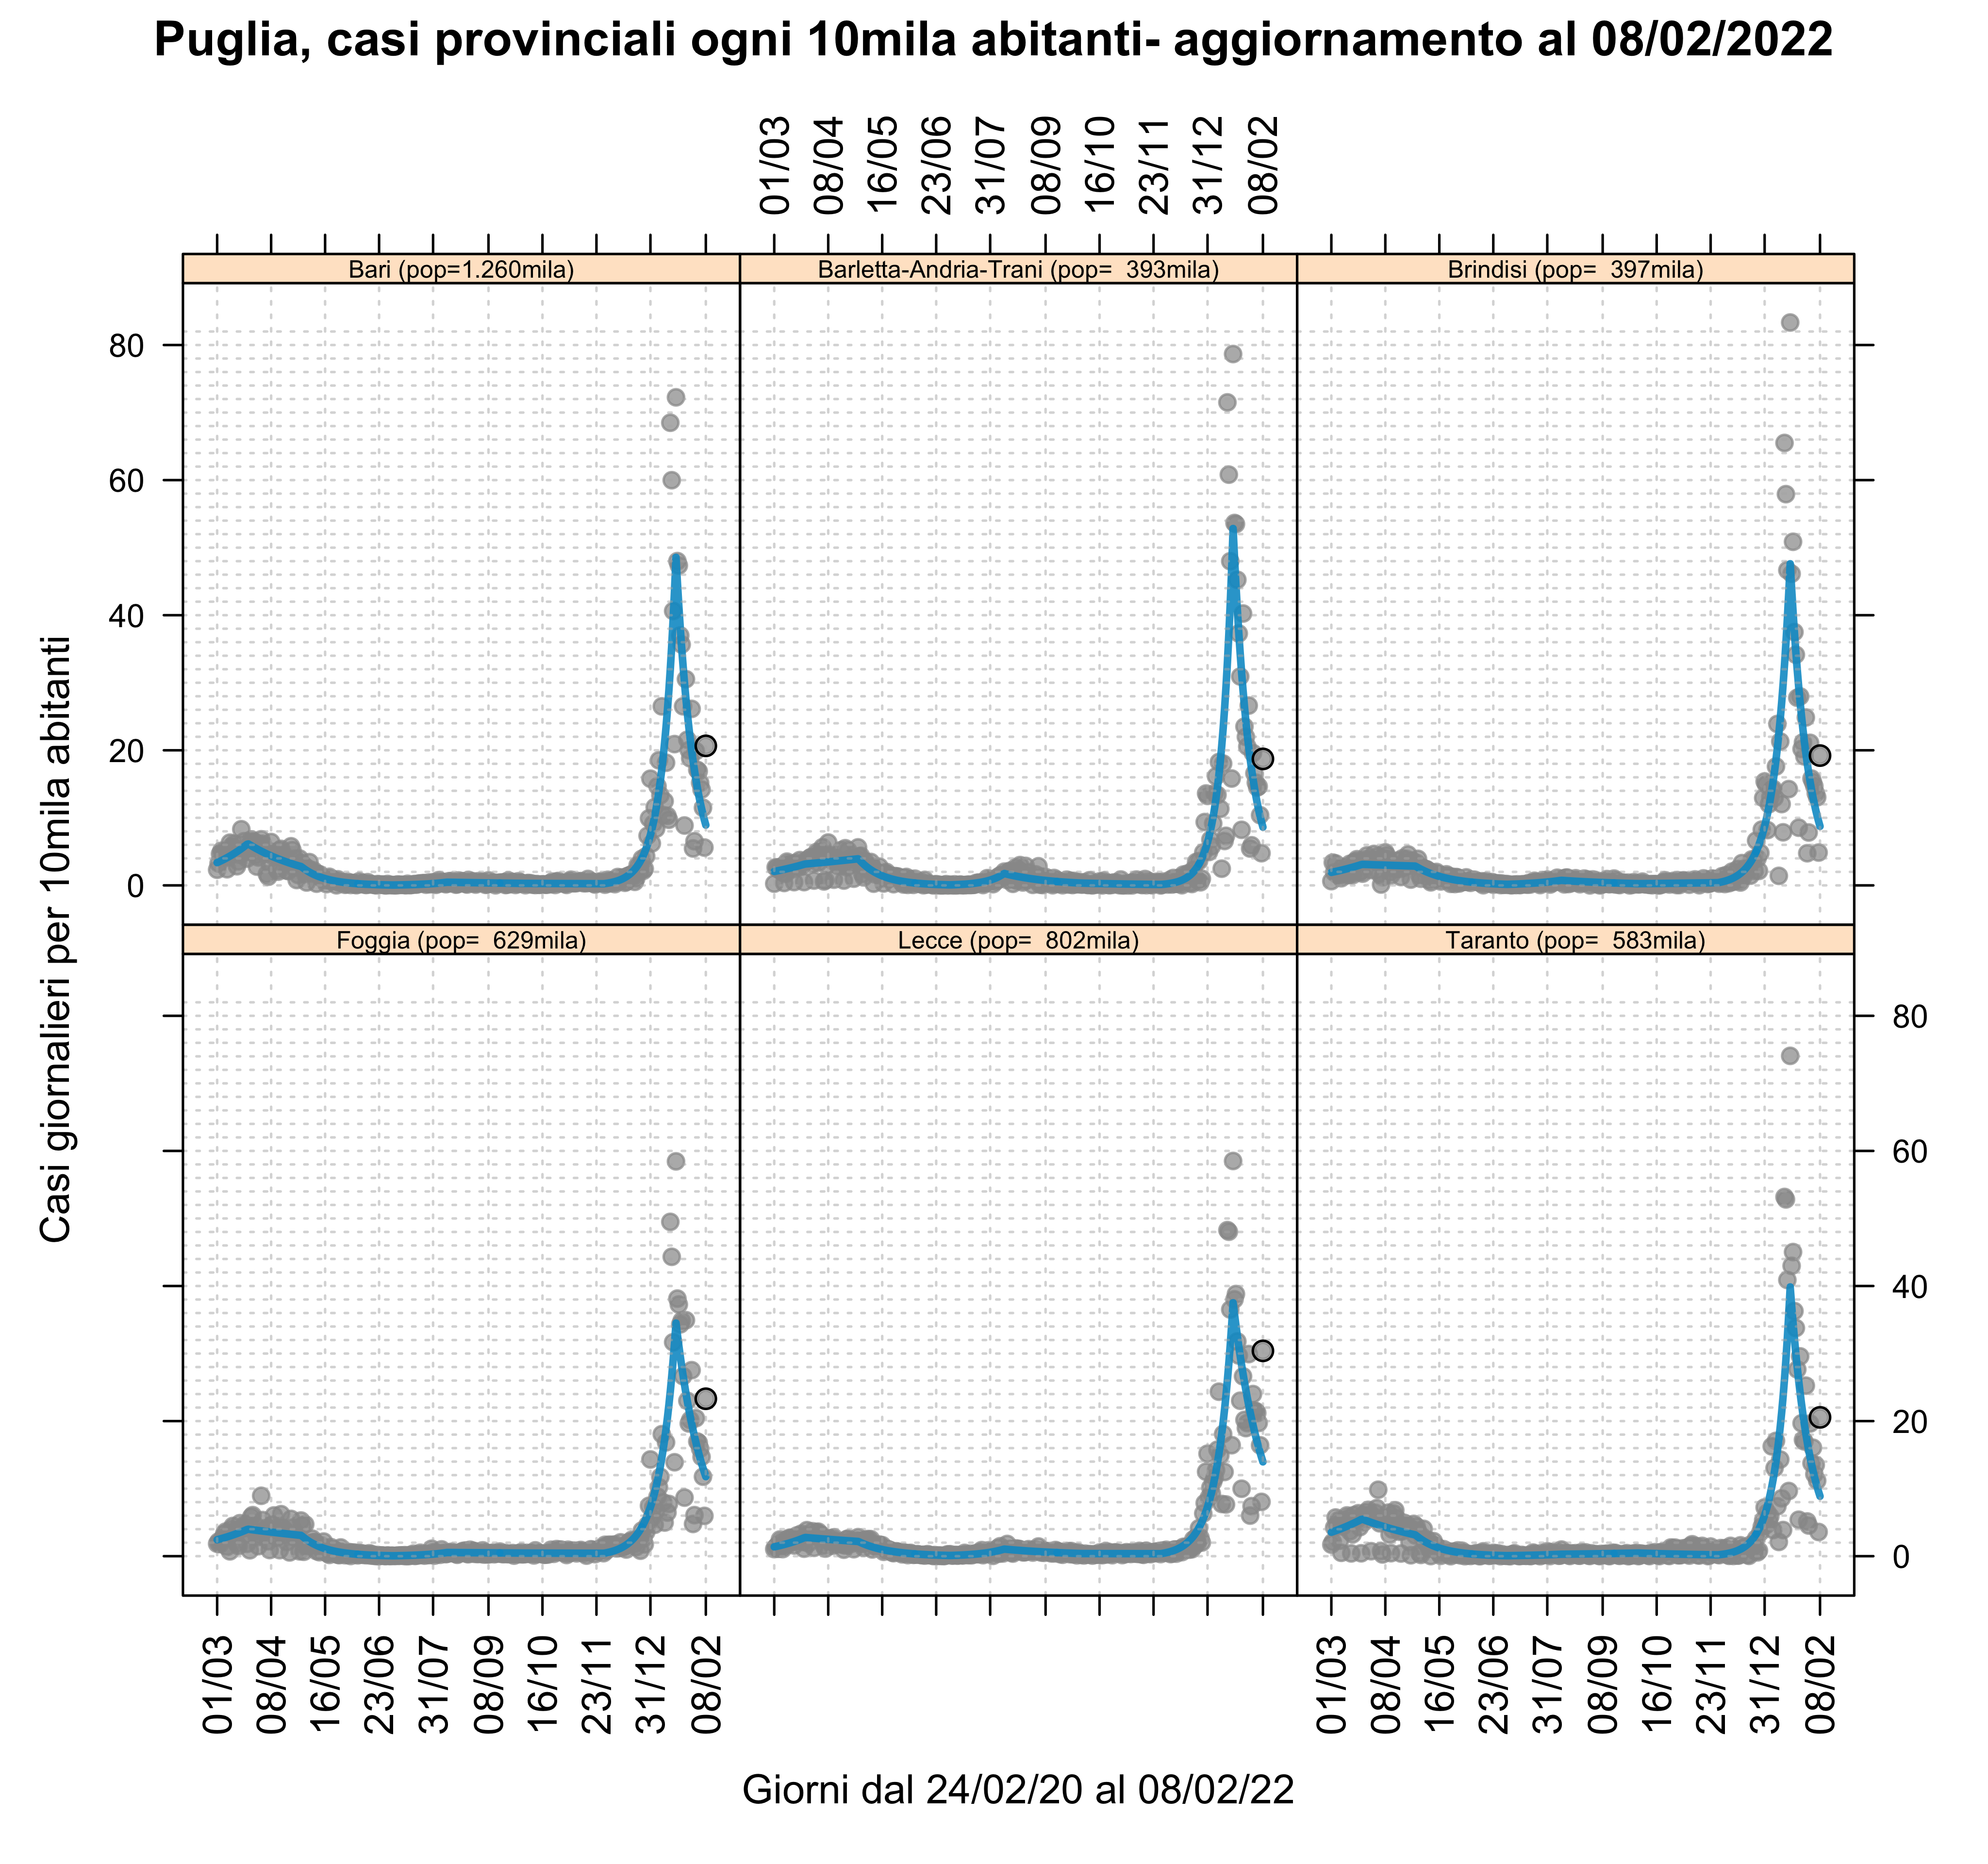 Puglia, casi provinciali ogni 10mila abitanti- aggiornamento al 08/02/2022
01/03 08/04 16/05 23/06 31/07 08/09 16/10 23/11 31/12 08/02
Bari (pop=1.260mila) Barletta-Andria-Trani (pop= 393mila) Brindisi (pop= 397mila)
80
60
40
20
0
Casi giornalieri per 10mila abitanti
Foggia (pop= 629mila) Lecce (pop= 802mila) Taranto (pop= 583mila)
80
60
40
20
0
01/03 08/04 16/05 23/06 31/07 08/09 16/10 23/11 31/12 08/02 01/03 08/04 16/05 23/06 31/07 08/09 16/10 23/11 31/12 08/02
Giorni dal 24/02/20 al 08/02/22